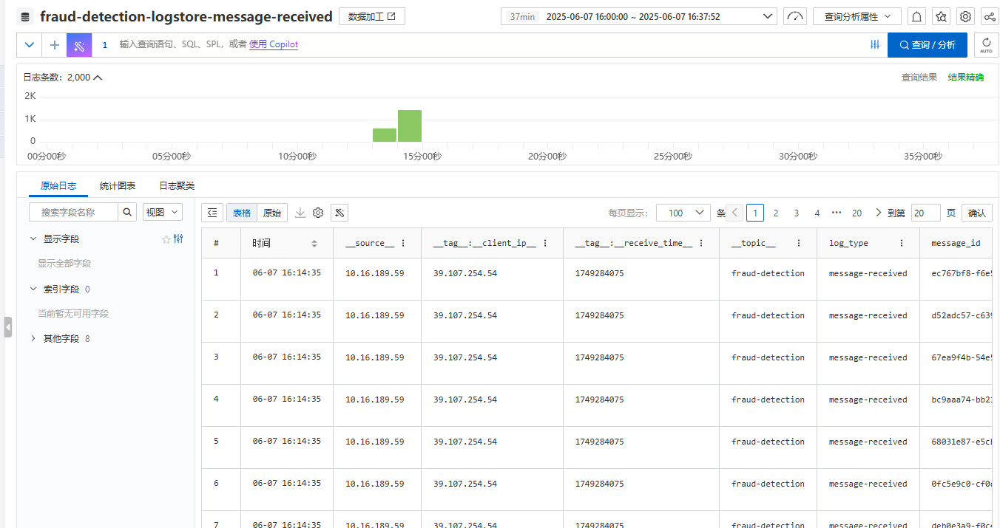 fraud-detection-logstore-message-received 数据加工 37min 2025-06-07 16:00:00 ~ 2025-06-07 16:37:52 查询分析属性
1 输入查询语句、SQL、SPL，或者 使用 Copilot 查询 / 分析 AUTO
日志条数：2,000 查询结果 结果精确
2K
1K
0
00分00秒 05分00秒 10分00秒 15分00秒 20分00秒 25分00秒 30分00秒 35分00秒
原始日志 统计图表 日志聚类
搜索字段名称 视图 表格 原始 每页显示： 100 条 1 2 3 4 ••• 20 到第 20 页 确认
显示字段
显示全部字段
索引字段 0
当前暂无可用字段
其他字段 8
# 时间 __source__ __tag__:__client_ip__ __tag__:__receive_time__ __topic__ log_type message_id
1 06-07 16:14:35 10.16.189.59 39.107.254.54 1749284075 fraud-detection message-received ec767bf8-f6e5
2 06-07 16:14:35 10.16.189.59 39.107.254.54 1749284075 fraud-detection message-received d52adc57-c639
3 06-07 16:14:35 10.16.189.59 39.107.254.54 1749284075 fraud-detection message-received 67ea9f4b-54e5
4 06-07 16:14:35 10.16.189.59 39.107.254.54 1749284075 fraud-detection message-received bc9aaa74-bb21
5 06-07 16:14:35 10.16.189.59 39.107.254.54 1749284075 fraud-detection message-received 68031e87-e5cb
6 06-07 16:14:35 10.16.189.59 39.107.254.54 1749284075 fraud-detection message-received 0fc5e9c0-cf0c
7 06-07 16:14:35 10.16.189.59 39.107.254.54 1749284075 fraud-detection message-received deb0e3a9-f0c4